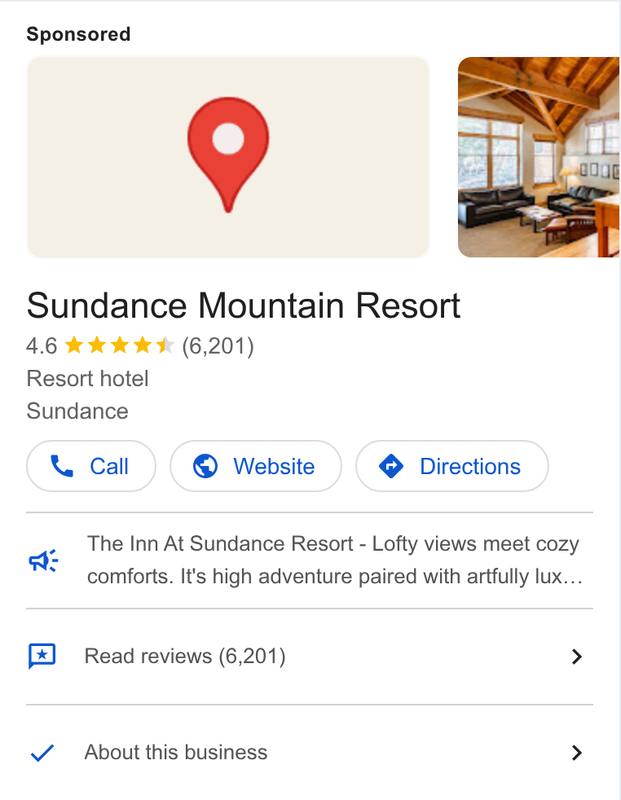 Sponsored
Sundance Mountain Resort
4.6 (6,201)
Resort hotel
Sundance
Call
Website
Directions
The Inn At Sundance Resort - Lofty views meet cozy
comforts. It's high adventure paired with artfully lux…
Read reviews (6,201)
About this business